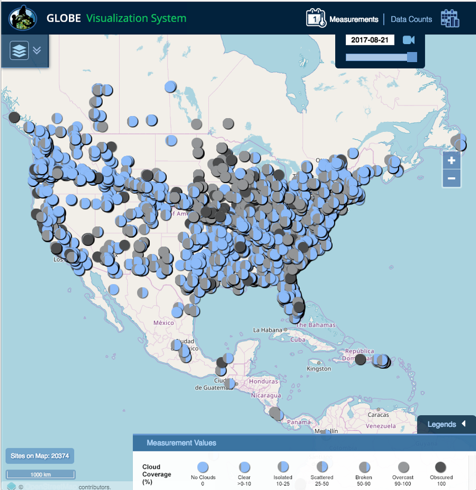 GLOBE Visualization System
1 Measurements | Data Counts
2017-08-21
+
−
México
La Habana
The Bahamas
Cuba
Kingston
Honduras
Nicaragua
de Guatemala
Panamá
Caracas
Venezuela
Legends
Sites on Map: 20374
1000 km
© contributors.
Measurement Values
Cloud Coverage (%)
No Clouds 0
Clear >0-10
Isolated 10-25
Scattered 25-50
Broken 50-90
Overcast 90-100
Obscured 100